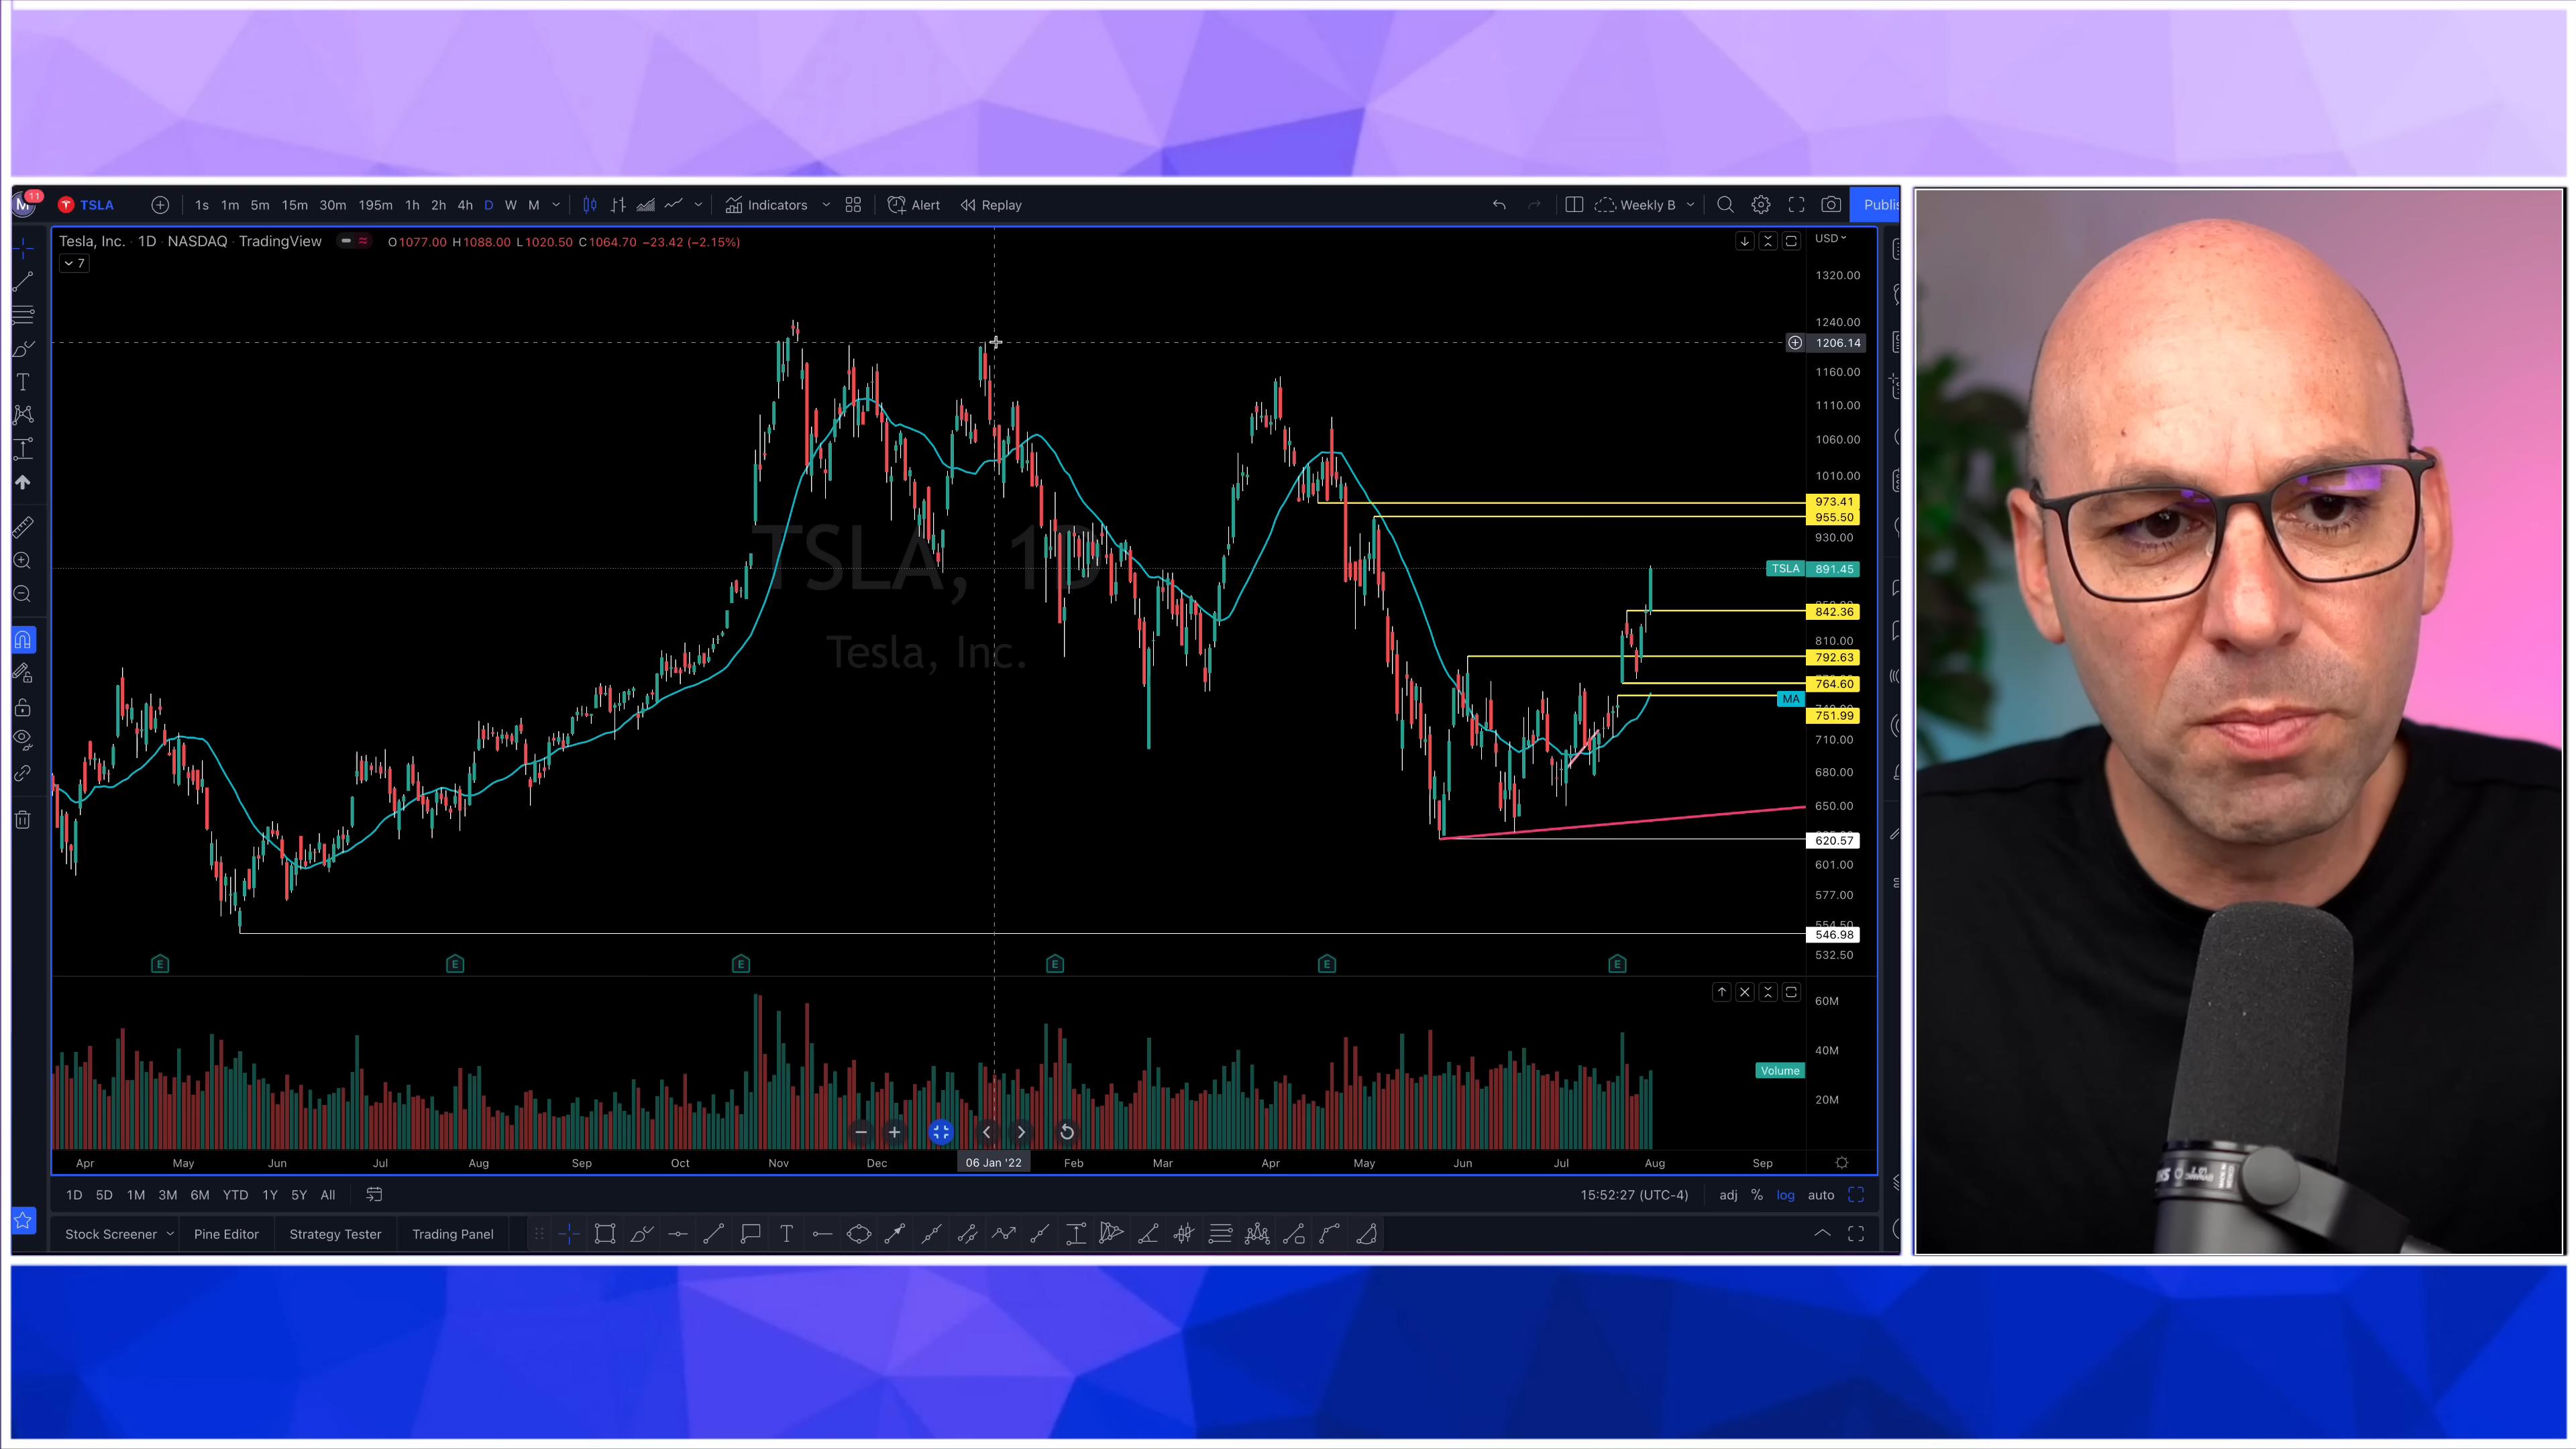 11
M
TSLA 1s 1m 5m 15m 30m 195m 1h 2h 4h D W M Indicators Alert Replay Weekly B
Tesla, Inc. · 1D · NASDAQ · TradingView O1077.00 H1088.00 L1020.50 C1064.70 −23.42 (−2.15%) USD
7
1320.00
1240.00
1206.14
1160.00
1110.00
1060.00
1010.00
973.41
955.50
930.00
TSLA, 1D
Tesla, Inc.
TSLA 891.45
842.36
810.00
792.63
764.60
MA
751.99
710.00
680.00
650.00
620.57
601.00
577.00
546.98
532.50
E E E E E E
60M
40M
Volume
20M
Apr May Jun Jul Aug Sep Oct Nov Dec 06 Jan '22 Feb Mar Apr May Jun Jul Aug Sep
1D 5D 1M 3M 6M YTD 1Y 5Y All 15:52:27 (UTC-4) adj % log auto
Stock Screener Pine Editor Strategy Tester Trading Panel